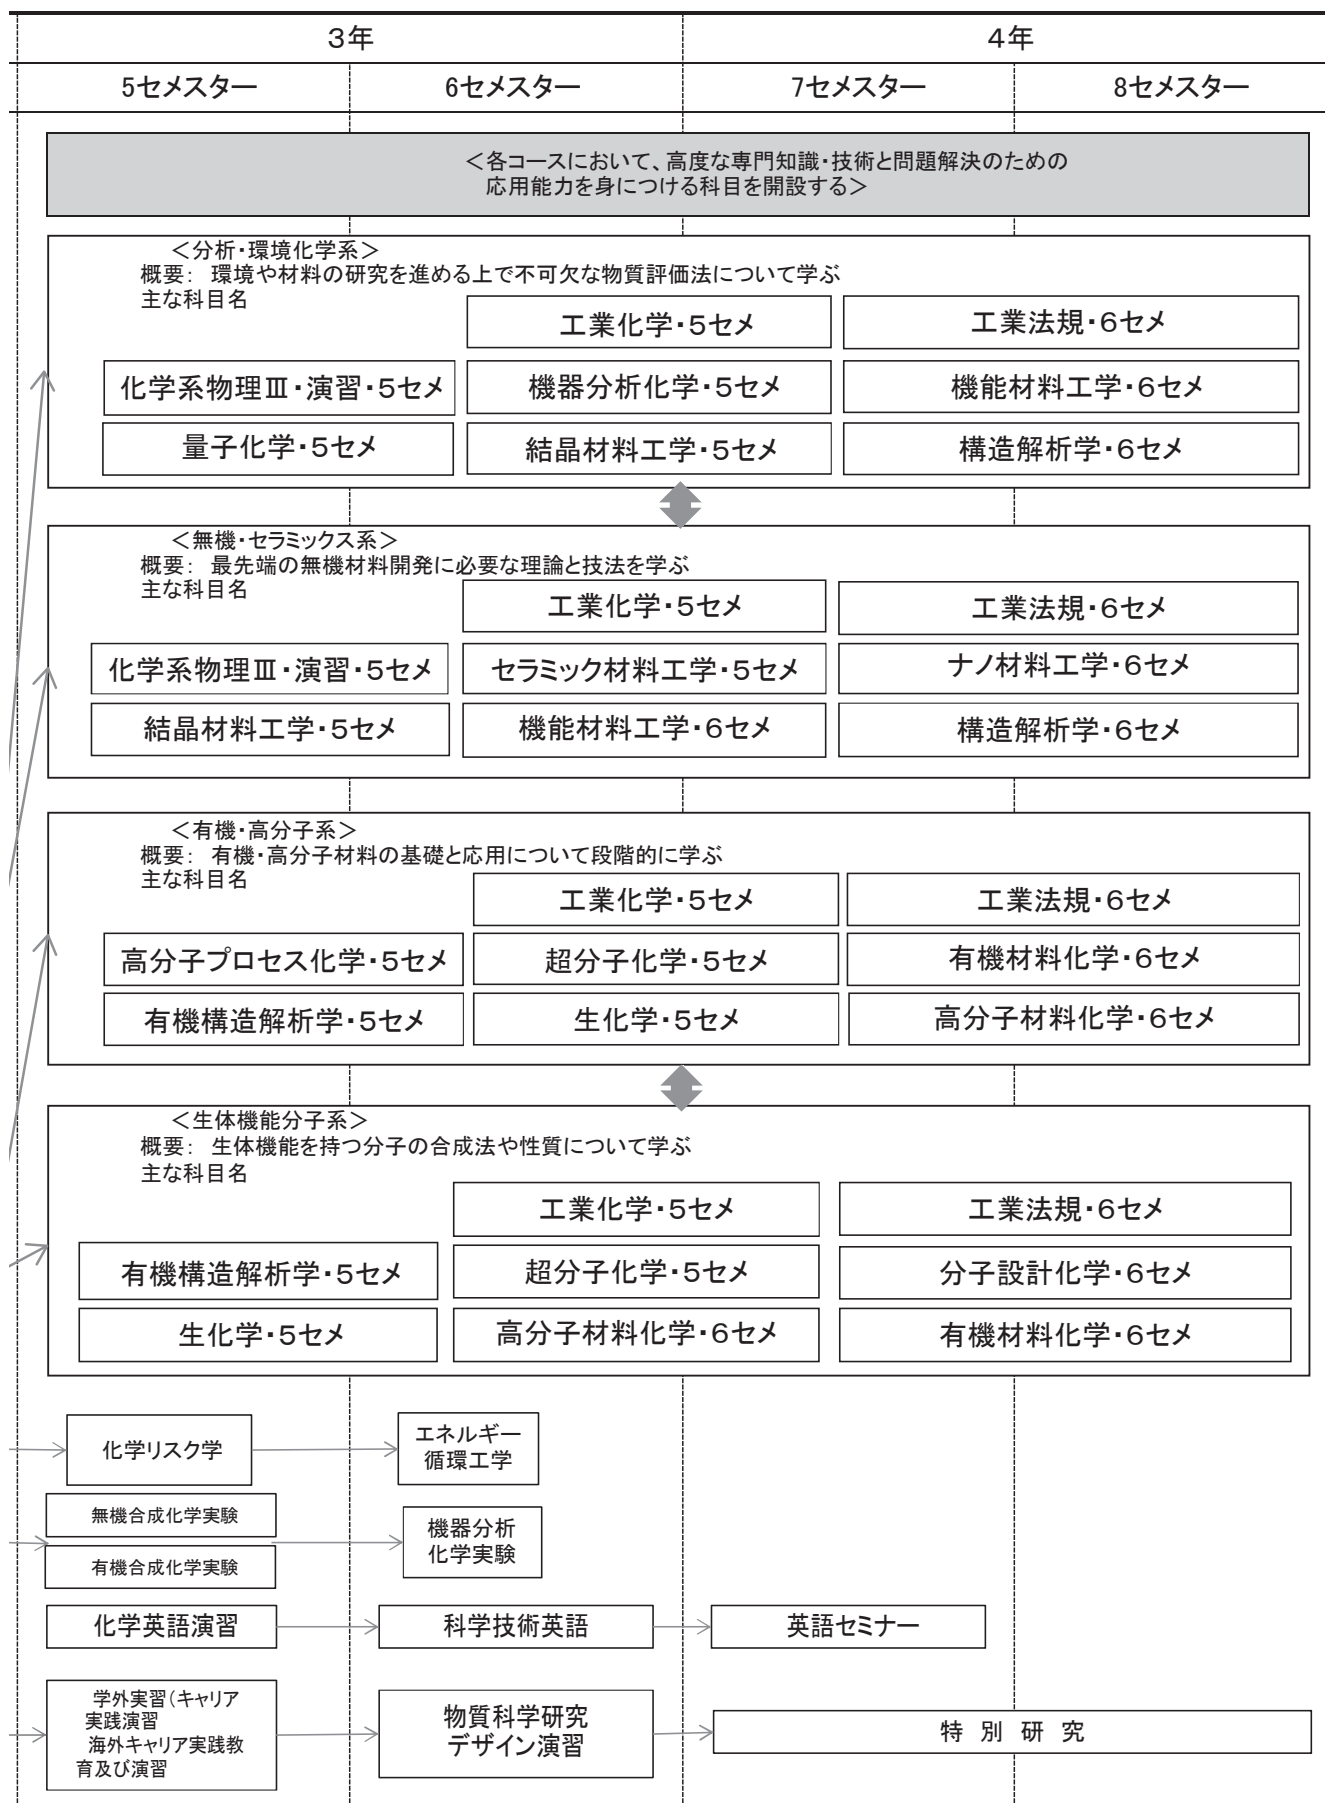 3年
4年
5セメスター
6セメスター
7セメスター
8セメスター
＜各コースにおいて、高度な専門知識・技術と問題解決のための
応用能力を身につける科目を開設する＞
＜分析・環境化学系＞
概要： 環境や材料の研究を進める上で不可欠な物質評価法について学ぶ
主な科目名
工業化学・5セメ
工業法規・6セメ
化学系物理Ⅲ・演習・5セメ
機器分析化学・5セメ
機能材料工学・6セメ
量子化学・5セメ
結晶材料工学・5セメ
構造解析学・6セメ
＜無機・セラミックス系＞
概要： 最先端の無機材料開発に必要な理論と技法を学ぶ
主な科目名
工業化学・5セメ
工業法規・6セメ
化学系物理Ⅲ・演習・5セメ
セラミック材料工学・5セメ
ナノ材料工学・6セメ
結晶材料工学・5セメ
機能材料工学・6セメ
構造解析学・6セメ
＜有機・高分子系＞
概要： 有機・高分子材料の基礎と応用について段階的に学ぶ
主な科目名
工業化学・5セメ
工業法規・6セメ
高分子プロセス化学・5セメ
超分子化学・5セメ
有機材料化学・6セメ
有機構造解析学・5セメ
生化学・5セメ
高分子材料化学・6セメ
＜生体機能分子系＞
概要： 生体機能を持つ分子の合成法や性質について学ぶ
主な科目名
工業化学・5セメ
工業法規・6セメ
有機構造解析学・5セメ
超分子化学・5セメ
分子設計化学・6セメ
生化学・5セメ
高分子材料化学・6セメ
有機材料化学・6セメ
化学リスク学
エネルギー
循環工学
無機合成化学実験
有機合成化学実験
機器分析
化学実験
化学英語演習
科学技術英語
英語セミナー
学外実習（キャリア
実践演習
海外キャリア実践教
育及び演習
物質科学研究
デザイン演習
特 別 研 究